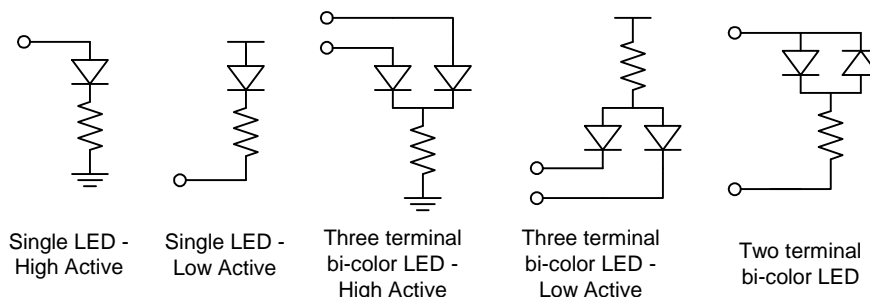 Single LED -
High Active
Single LED -
Low Active
Three terminal
bi-color LED -
High Active
Three terminal
bi-color LED -
Low Active
Two terminal
bi-color LED